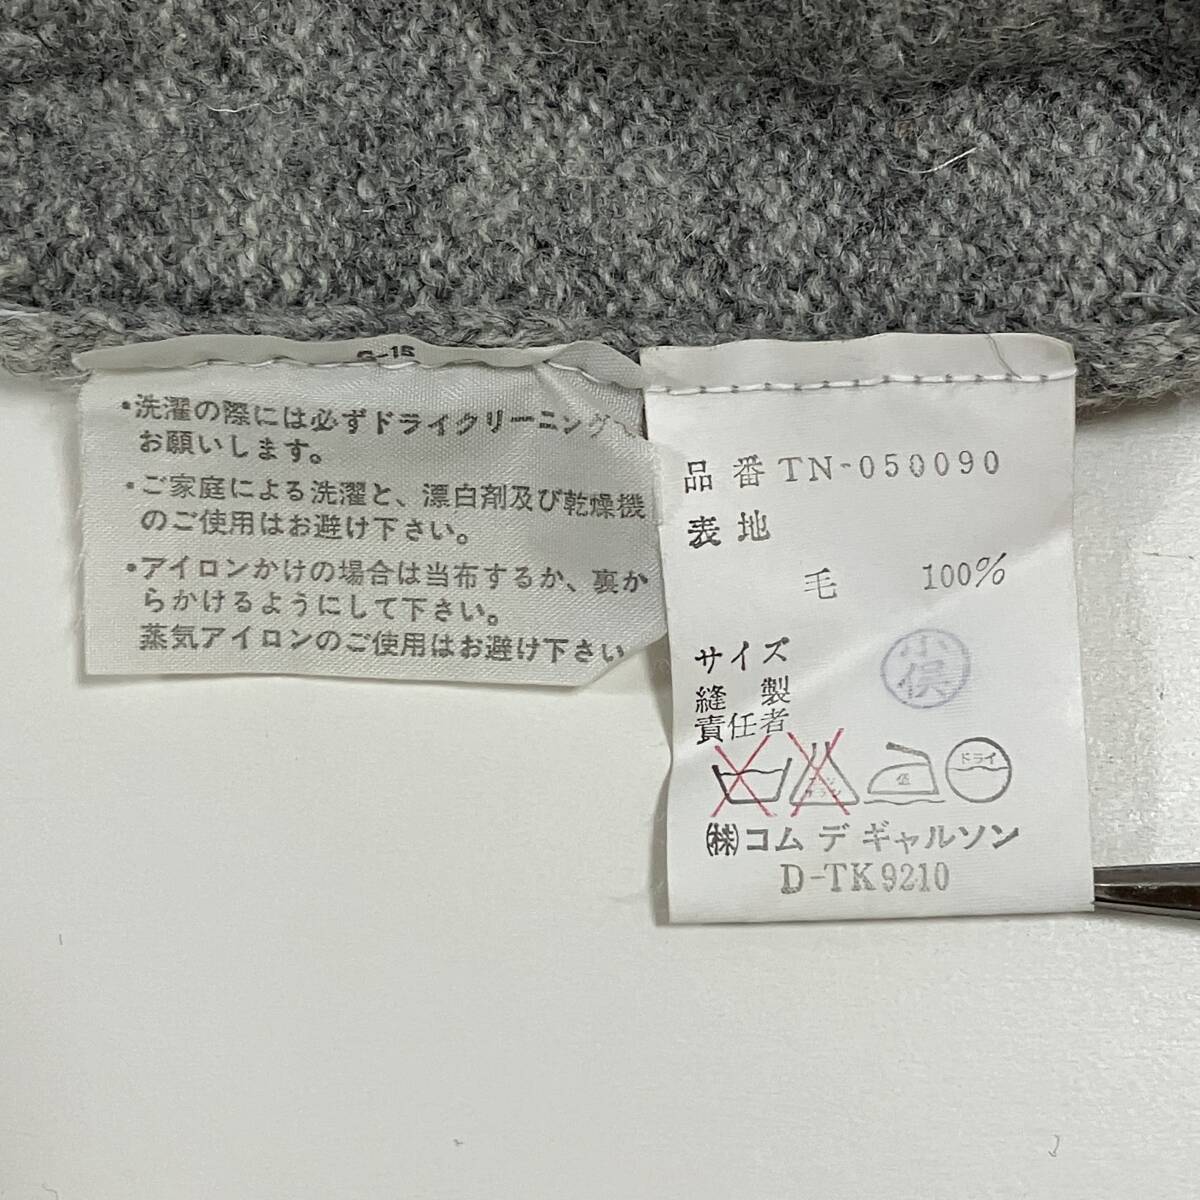 G-15
・洗濯の際には必ずドライクリーニングへ
お願いします。
・ご家庭による洗濯と、漂白剤及び乾燥機
のご使用はお避け下さい。
・アイロンかけの場合は当布するか、裏か
らかけるようにして下さい。
蒸気アイロンのご使用はお避け下さい
品番 TN-050090
表地
毛 100%
サイズ
小俣
縫製
責任者
ドライ
㈱コム デ ギャルソン
D-TK9210